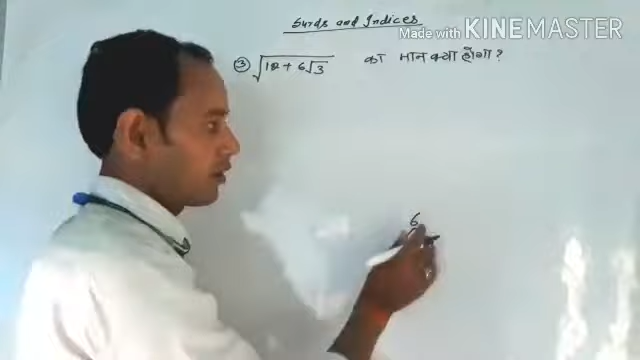 Made with KINEMASTER
Surds and Indices
③ √(12 + 6√3) का मान क्या होगा ?
6